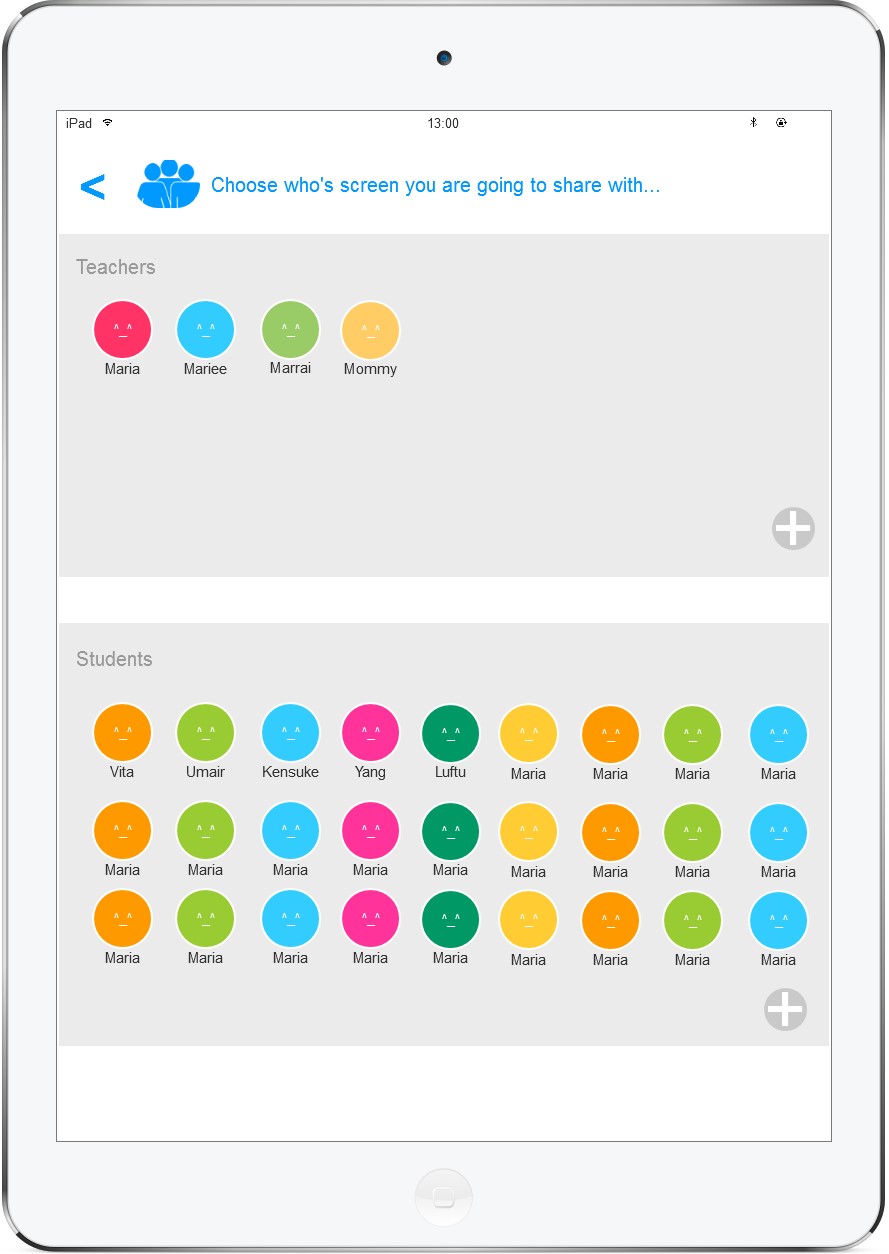 iPad 13:00
< Choose who's screen you are going to share with...
Teachers
^_^ ^_^ ^_^ ^_^
Maria Mariee Marrai Mommy
Students
^_^ ^_^ ^_^ ^_^ ^_^ ^_^ ^_^ ^_^ ^_^
Vita Umair Kensuke Yang Luftu Maria Maria Maria Maria
^_^ ^_^ ^_^ ^_^ ^_^ ^_^ ^_^ ^_^ ^_^
Maria Maria Maria Maria Maria Maria Maria Maria Maria
^_^ ^_^ ^_^ ^_^ ^_^ ^_^ ^_^ ^_^ ^_^
Maria Maria Maria Maria Maria Maria Maria Maria Maria